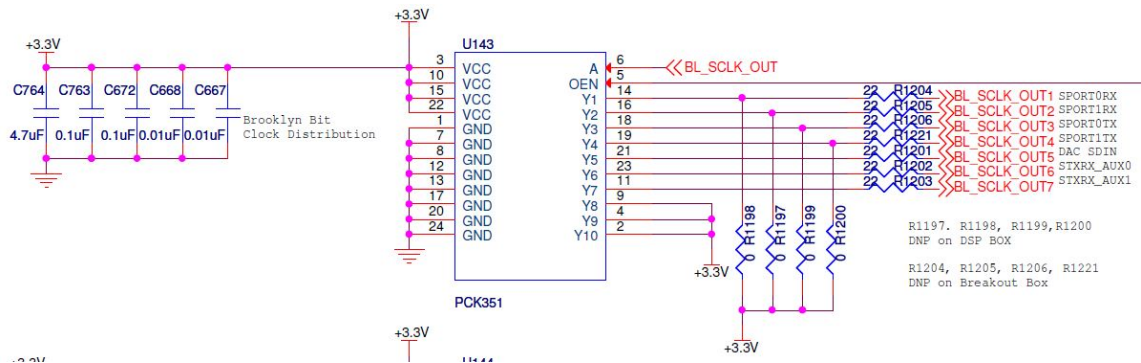 +3.3V
+3.3V
U143
C764 C763 C672 C668 C667
4.7uF 0.1uF 0.1uF 0.01uF 0.01uF
Brooklyn Bit
Clock Distribution
3 VCC A 6 BL_SCLK_OUT
10 VCC OEN 5
15 VCC Y1 14 22 R1204 BL_SCLK_OUT1 SPORT0RX
22 VCC Y2 16 22 R1205 BL_SCLK_OUT2 SPORT1RX
1 GND Y3 18 22 R1206 BL_SCLK_OUT3 SPORT0TX
7 GND Y4 19 22 R1221 BL_SCLK_OUT4 SPORT1TX
8 GND Y5 21 22 R1201 BL_SCLK_OUT5 DAC SDIN
12 GND Y6 23 22 R1202 BL_SCLK_OUT6 STXRX_AUX0
13 GND Y7 11 22 R1203 BL_SCLK_OUT7 STXRX_AUX1
17 GND Y8 9
20 GND Y9 4
24 GND Y10 2
0 R1198 0 R1197 0 R1199 0 R1200
R1197. R1198, R1199,R1200
DNP on DSP BOX
+3.3V
R1204, R1205, R1206, R1221
DNP on Breakout Box
PCK351
+3.3V
+3.3V
+3.3V
U144